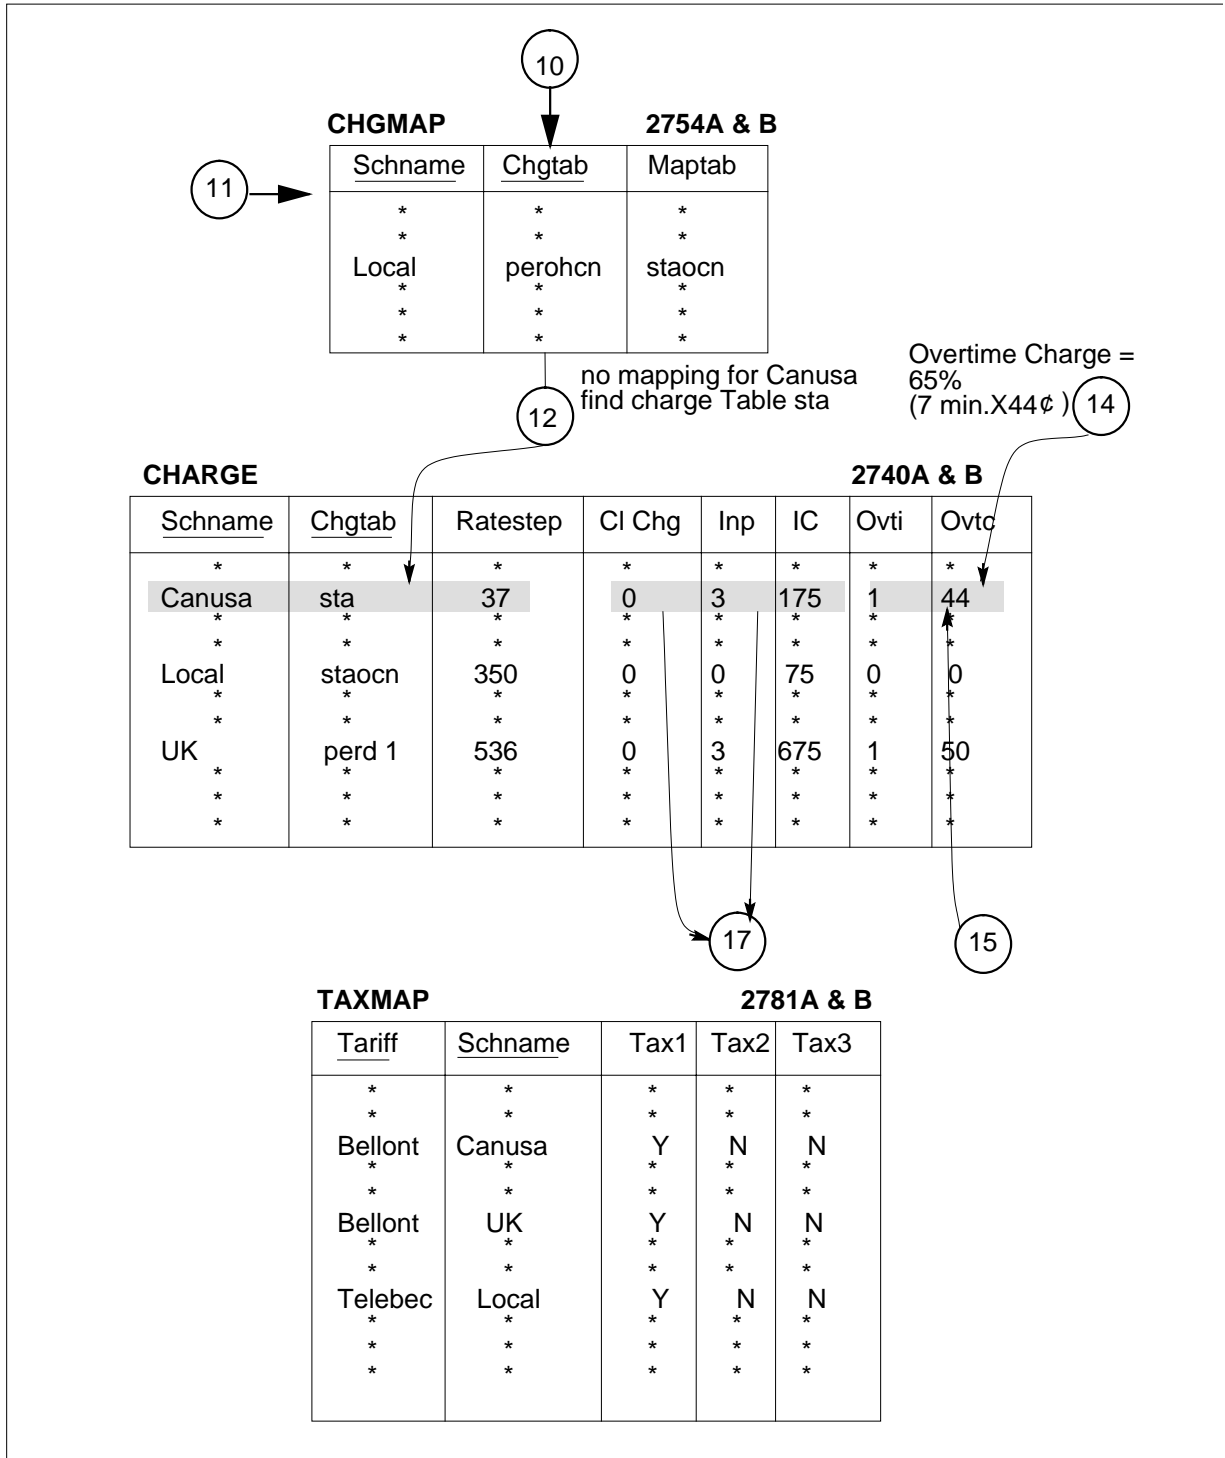 10
CHGMAP 2754A & B
Schname Chgtab Maptab
11
* * *
* * *
Local perohcn staocn
* * *
* * *
* * *
Overtime Charge =
65%
(7 min.X44¢ ) 14
no mapping for Canusa
find charge Table sta
12
CHARGE 2740A & B
Schname Chgtab Ratestep Cl Chg Inp IC Ovti Ovtc
* * * * * * * *
Canusa sta 37 0 3 175 1 44
* * * * * * * *
* * * * * * * *
Local staocn 350 0 0 75 0 0
* * * * * * * *
* * * * * * * *
UK perd 1 536 0 3 675 1 50
* * * * * * * *
* * * * * * * *
* * * * * * * *
17 15
TAXMAP 2781A & B
Tariff Schname Tax1 Tax2 Tax3
* * * * *
* * * * *
Bellont Canusa Y N N
* * * * *
* * * * *
Bellont UK Y N N
* * * * *
* * * * *
Telebec Local Y N N
* * * * *
* * * * *
* * * * *